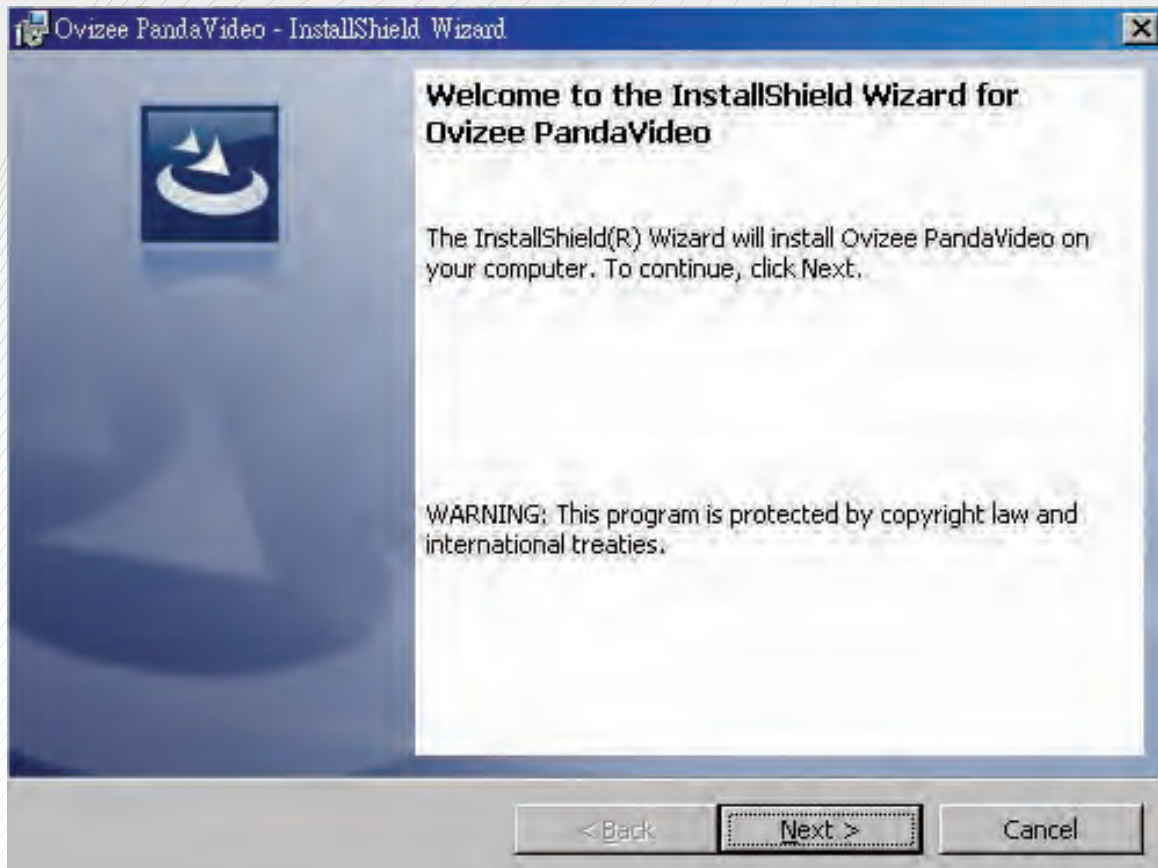 Ovizee PandaVideo - InstallShield Wizard
Welcome to the InstallShield Wizard for
Ovizee PandaVideo
The InstallShield(R) Wizard will install Ovizee PandaVideo on
your computer. To continue, click Next.
WARNING: This program is protected by copyright law and
international treaties.
< Back Next > Cancel